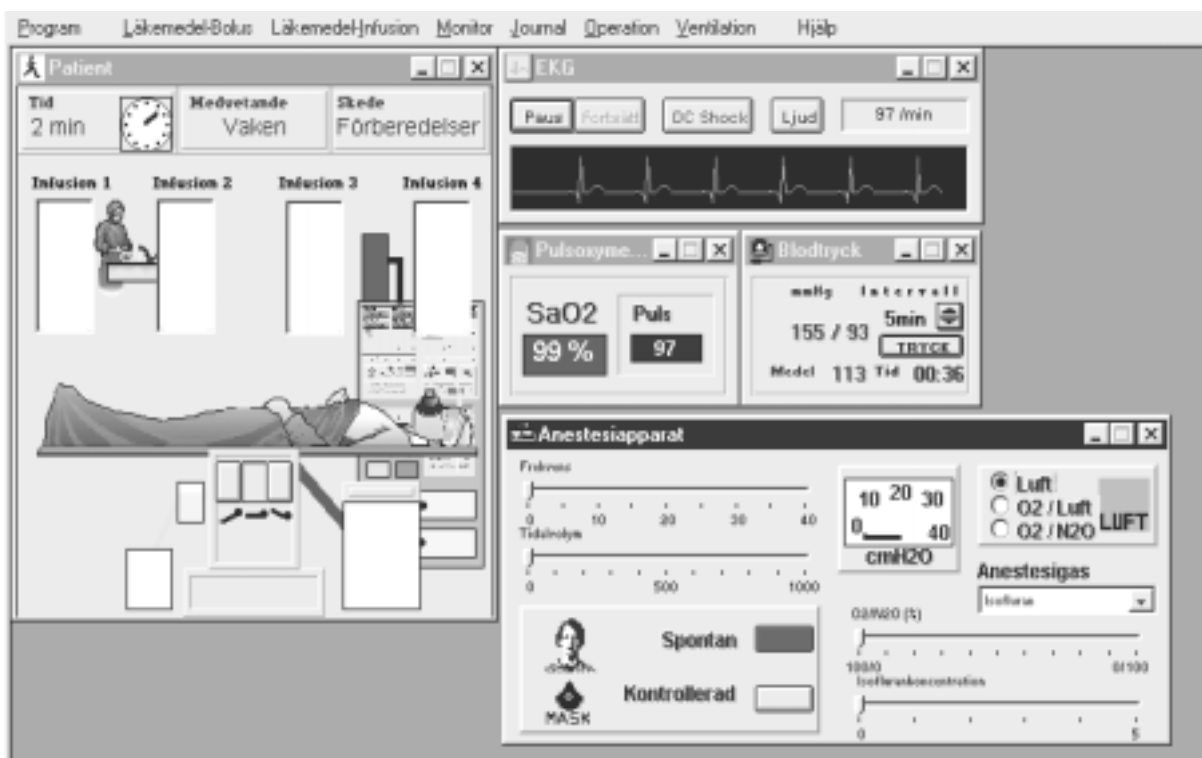 Program Läkemedel-Bolus Läkemedel-Infusion Monitor Journal Operation Ventilation Hjälp
Patient
Tid Medvetande Skede
2 min Vaken Förberedelser
Infusion 1 Infusion 2 Infusion 3 Infusion 4
EKG
Paus Fortsätt DC Shock Ljud 97 /min
Pulsoxyme...
SaO2 Puls
99 % 97
Blodtryck
mmHg Intervall
5min
155 / 93
TRYCK
Medel 113 Tid 00:36
Anestesiapparat
Frekvens
0 10 20 30 40
Tidalvolym
0 500 1000
0 10 20 30 40
cmH2O
Luft
O2 / Luft
O2 / N2O
LUFT
Anestesigas
Isofluran
O2/N2O (%)
100/0 0/100
Isoflurankoncentration
0 5
Spontan
Kontrollerad
MASK